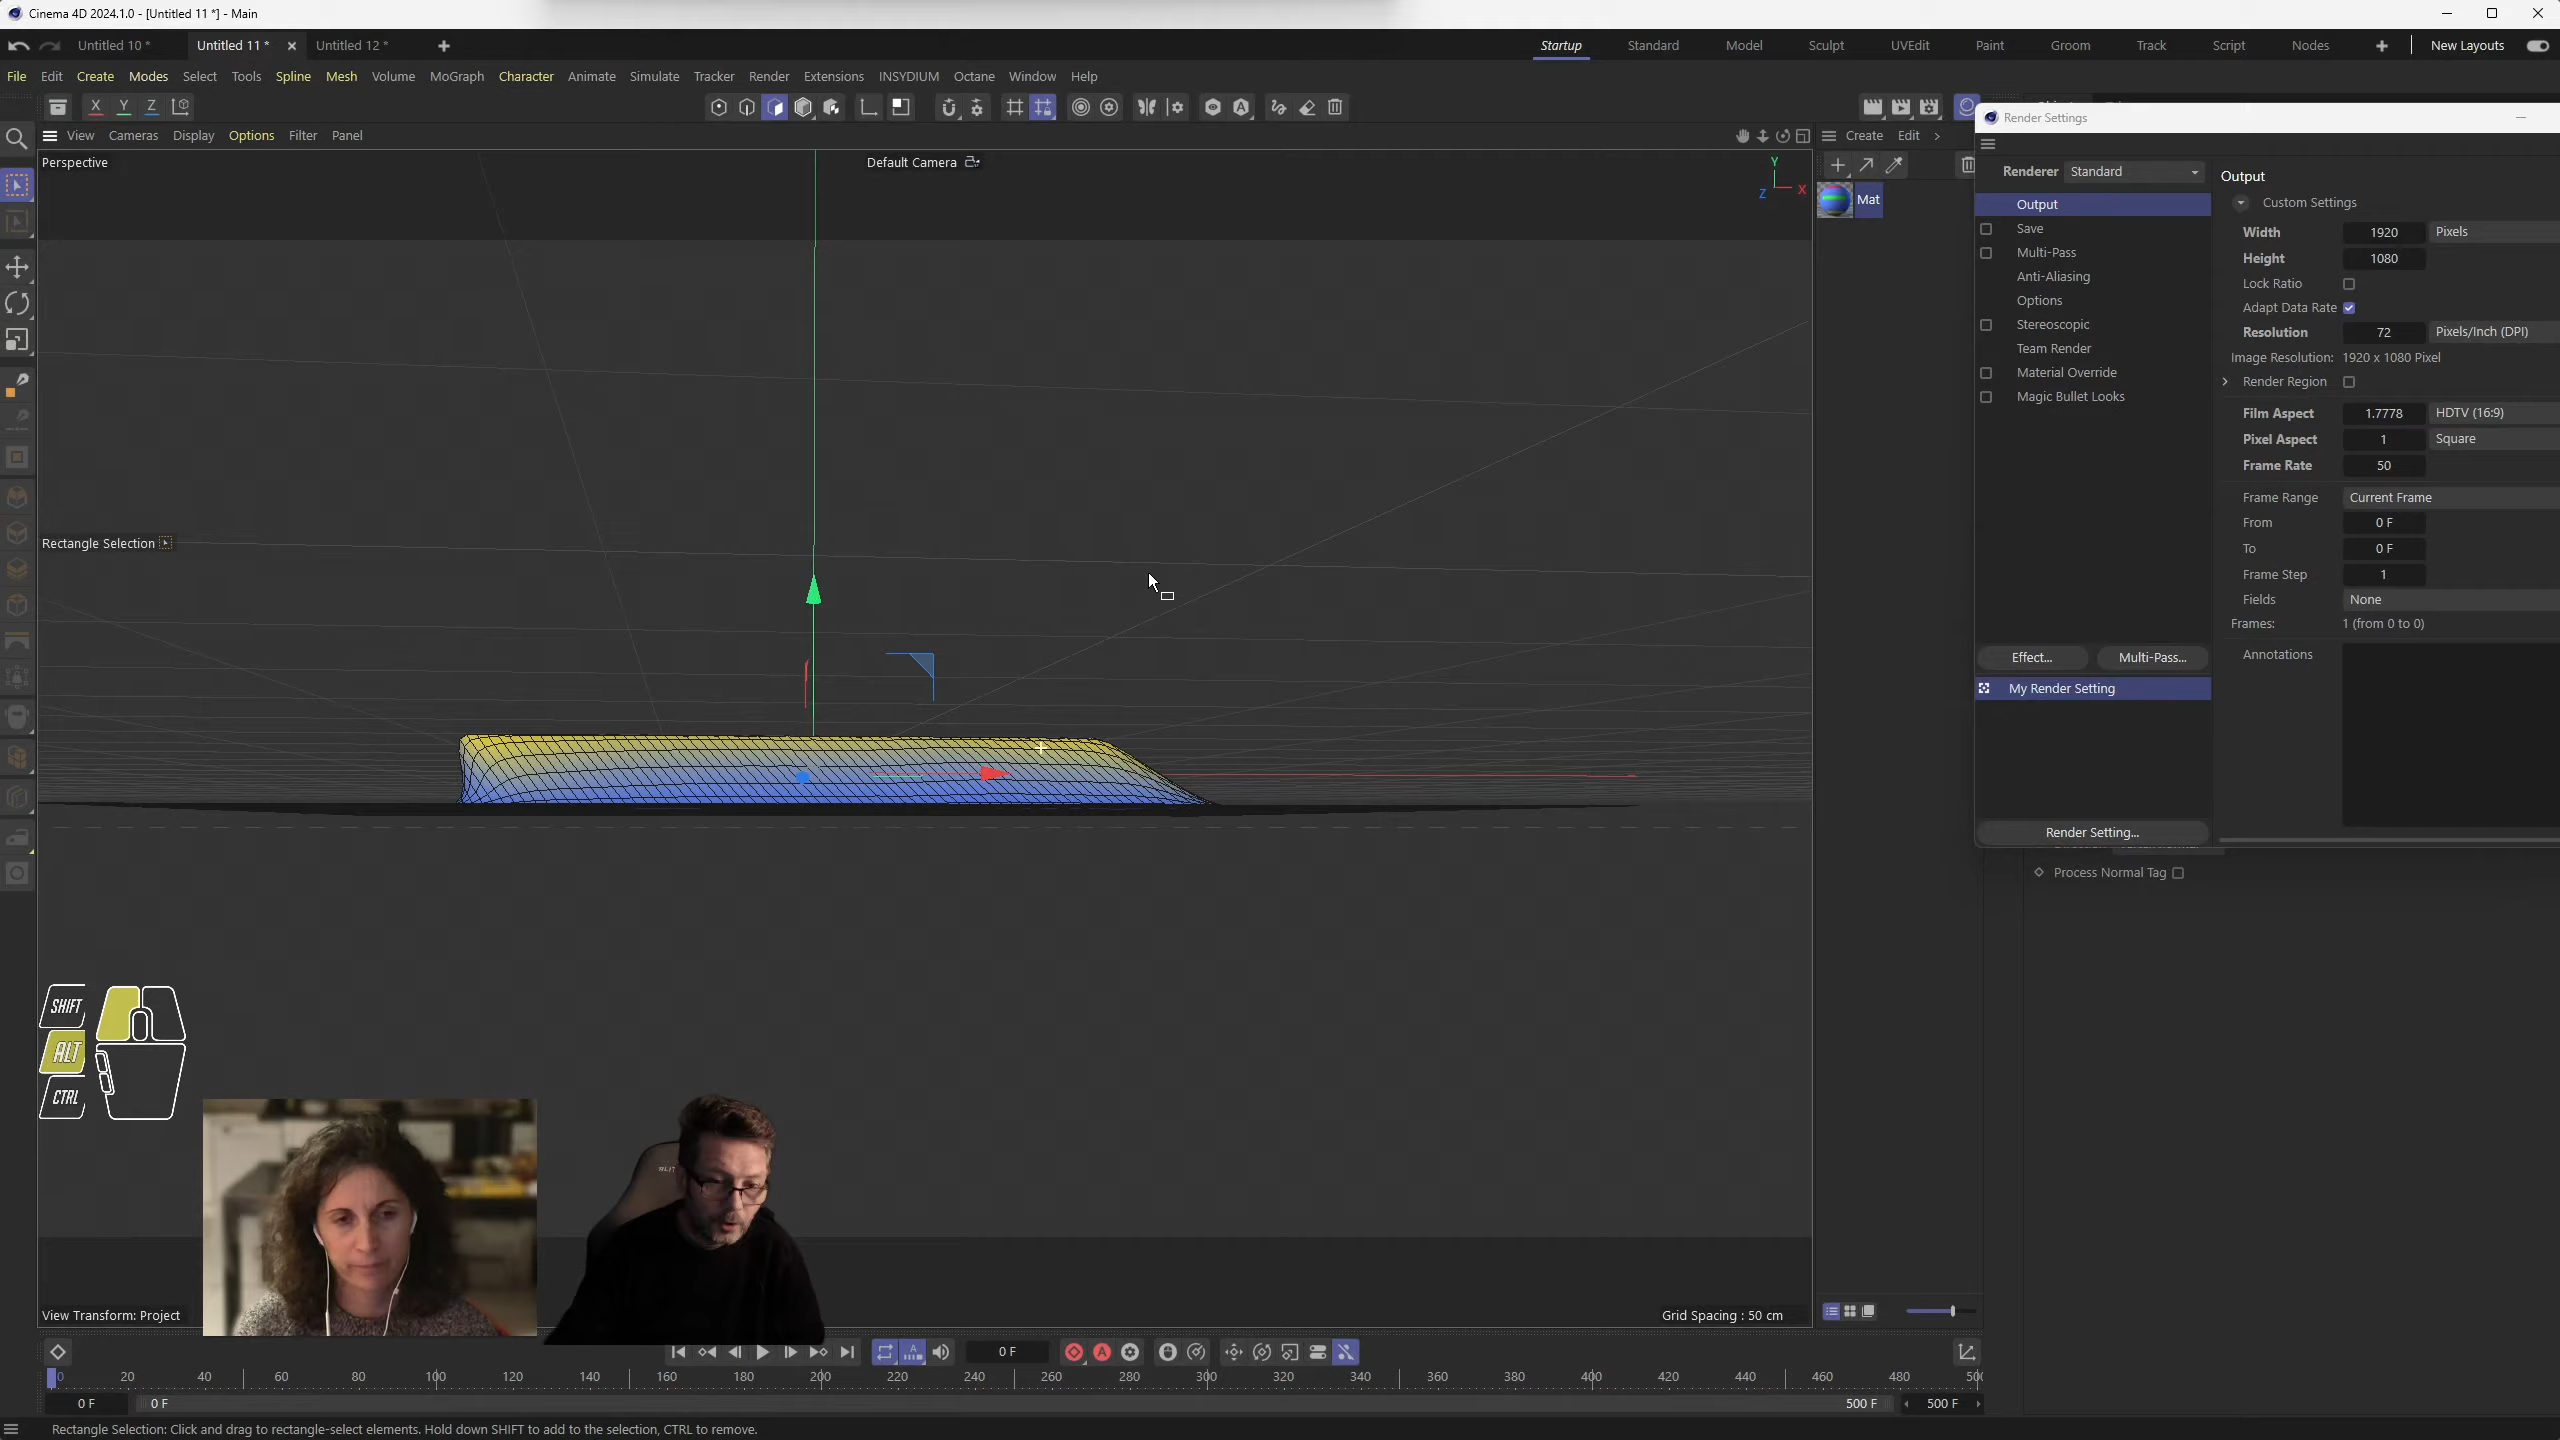 Cinema 4D 2024.1.0 - [Untitled 11 *] - Main
Untitled 10 *
Untitled 11 *
Untitled 12 *
Startup
Standard
Model
Sculpt
UVEdit
Paint
Groom
Track
Script
Nodes
New Layouts
File
Edit
Create
Modes
Select
Tools
Spline
Mesh
Volume
MoGraph
Character
Animate
Simulate
Tracker
Render
Extensions
INSYDIUM
Octane
Window
Help
X
Y
Z
View
Cameras
Display
Options
Filter
Panel
Create
Edit
Perspective
Default Camera
Y
Z
X
Mat
Rectangle Selection
Render Settings
Renderer
Standard
Output
Save
Multi-Pass
Anti-Aliasing
Options
Stereoscopic
Team Render
Material Override
Magic Bullet Looks
Effect...
Multi-Pass...
My Render Setting
Render Setting...
Output
Custom Settings
Width 1920 Pixels
Height 1080
Lock Ratio
Adapt Data Rate
Resolution 72 Pixels/Inch (DPI)
Image Resolution: 1920 x 1080 Pixel
Render Region
Film Aspect 1.7778 HDTV (16:9)
Pixel Aspect 1 Square
Frame Rate 50
Frame Range Current Frame
From 0 F
To 0 F
Frame Step 1
Fields None
Frames: 1 (from 0 to 0)
Annotations
Process Normal Tag
SHIFT
ALT
CTRL
View Transform: Project
Grid Spacing : 50 cm
0 F
0 20 40 60 80 100 120 140 160 180 200 220 240 260 280 300 320 340 360 380 400 420 440 460 480
0 F
0 F
500 F
500 F
Rectangle Selection: Click and drag to rectangle-select elements. Hold down SHIFT to add to the selection, CTRL to remove.